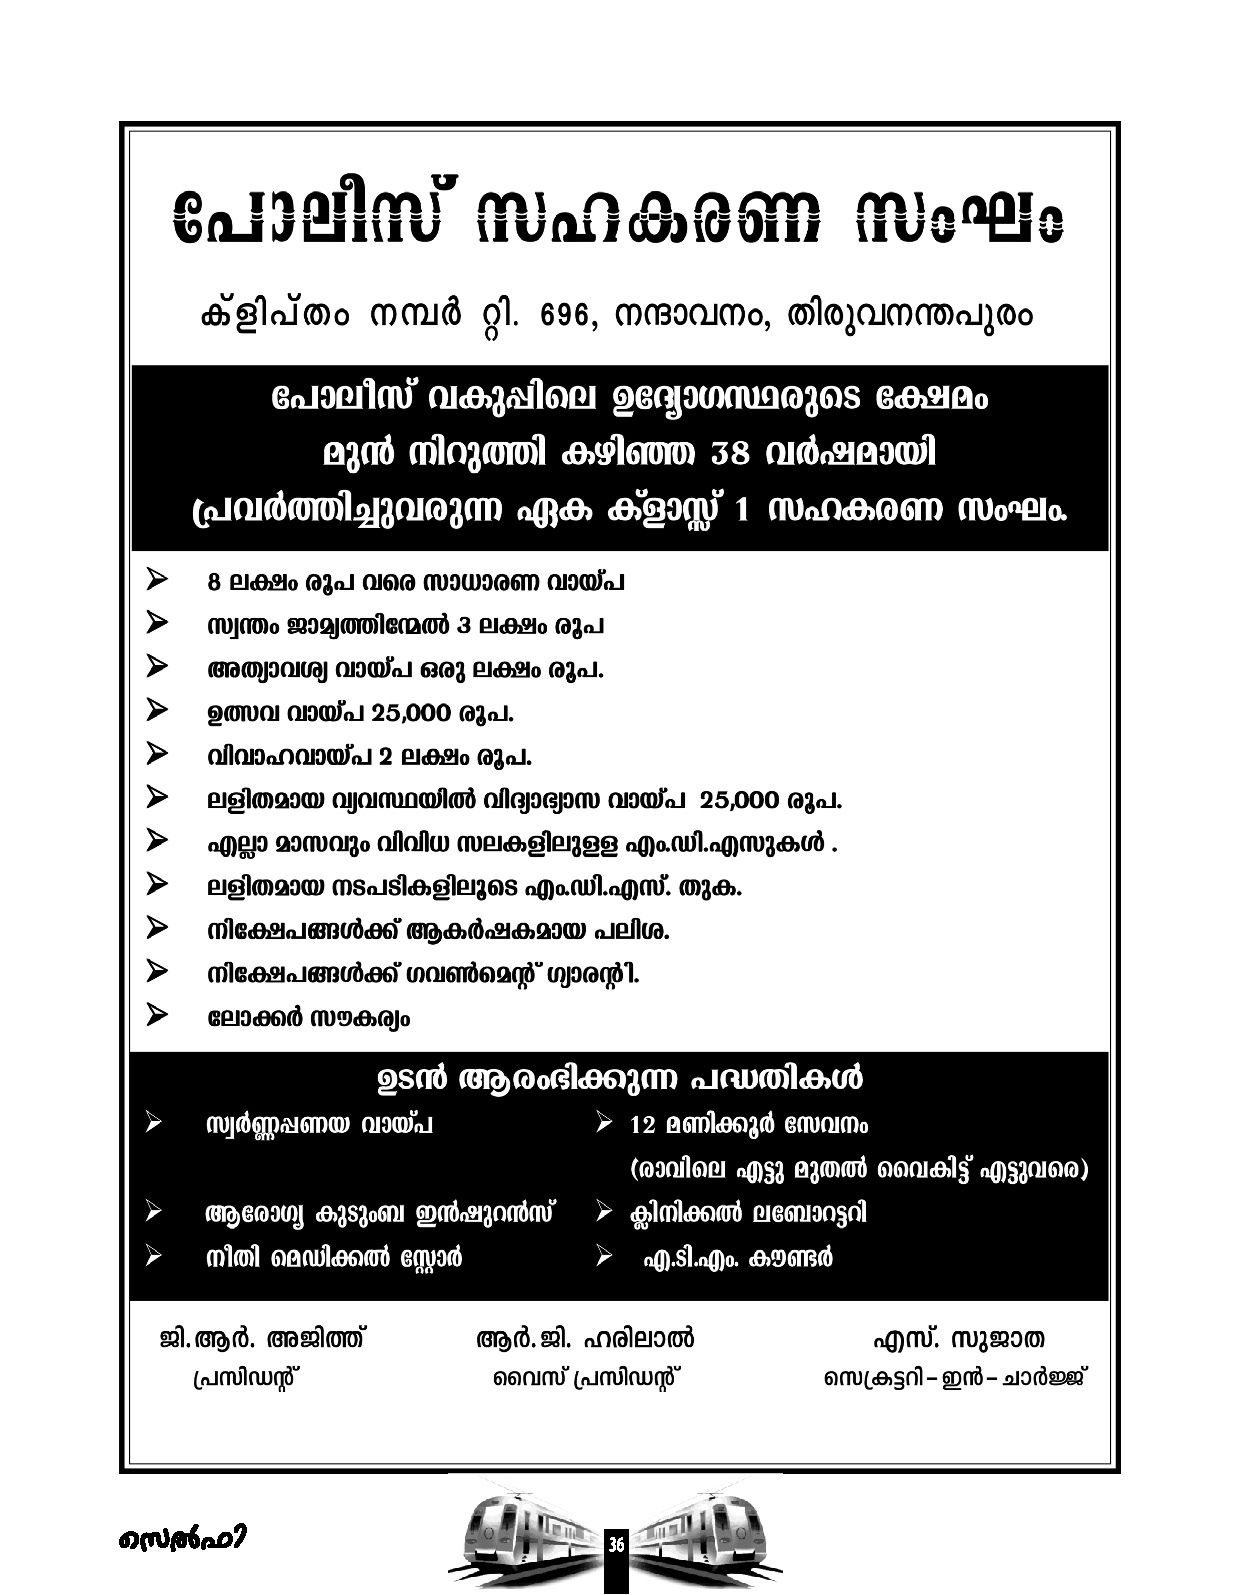 പോലീസ് സഹകരണ സംഘം
ക്ളിപ്തം നമ്പർ റ്റി. 696, നന്ദാവനം, തിരുവനന്തപുരം
പോലീസ് വകുപ്പിലെ ഉദ്യോഗസ്ഥരുടെ ക്ഷേമം
മുൻ നിറുത്തി കഴിഞ്ഞ 38 വർഷമായി
പ്രവർത്തിച്ചുവരുന്ന ഏക ക്ളാസ്സ് 1 സഹകരണ സംഘം.
➢ 8 ലക്ഷം രൂപ വരെ സാധാരണ വായ്പ
➢ സ്വന്തം ജാമ്യത്തിന്മേൽ 3 ലക്ഷം രൂപ
➢ അത്യാവശ്യ വായ്പ ഒരു ലക്ഷം രൂപ.
➢ ഉത്സവ വായ്പ 25,000 രൂപ.
➢ വിവാഹവായ്പ 2 ലക്ഷം രൂപ.
➢ ലളിതമായ വ്യവസ്ഥയിൽ വിദ്യാഭ്യാസ വായ്പ 25,000 രൂപ.
➢ എല്ലാ മാസവും വിവിധ സലകളിലുളള എം.ഡി.എസുകൾ .
➢ ലളിതമായ നടപടികളിലൂടെ എം.ഡി.എസ്. തുക.
➢ നിക്ഷേപങ്ങൾക്ക് ആകർഷകമായ പലിശ.
➢ നിക്ഷേപങ്ങൾക്ക് ഗവൺമെന്റ് ഗ്യാരന്റി.
➢ ലോക്കർ സൗകര്യം
ഉടൻ ആരംഭിക്കുന്ന പദ്ധതികൾ
➢ സ്വർണ്ണപ്പണയ വായ്പ ➢ 12 മണിക്കൂർ സേവനം
(രാവിലെ എട്ടു മുതൽ വൈകിട്ട് എട്ടുവരെ)
➢ ആരോഗ്യ കുടുംബ ഇൻഷുറൻസ് ➢ ക്ലിനിക്കൽ ലബോറട്ടറി
➢ നീതി മെഡിക്കൽ സ്റ്റോർ ➢ എ.ടി.എം. കൗണ്ടർ
ജി.ആർ. അജിത്ത് ആർ.ജി. ഹരിലാൽ എസ്. സുജാത
പ്രസിഡന്റ് വൈസ് പ്രസിഡന്റ് സെക്രട്ടറി-ഇൻ-ചാർജ്ജ്
സെൽഫി 36